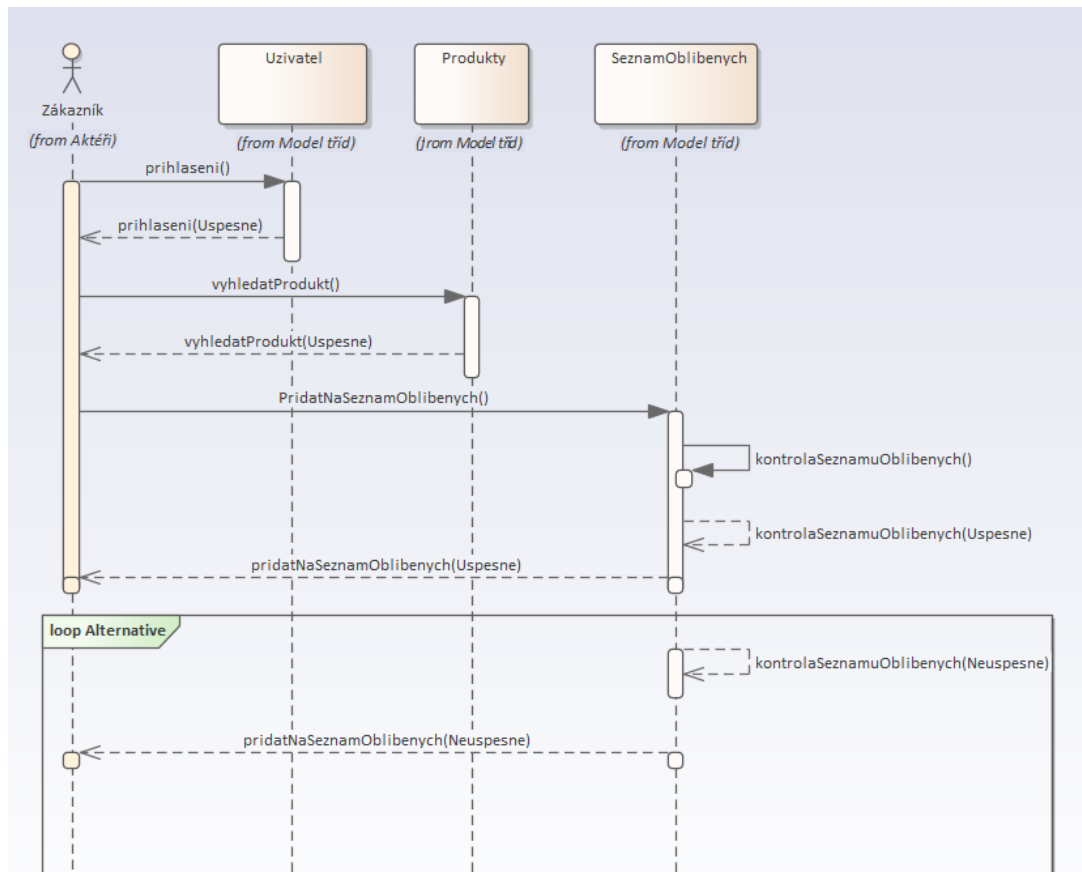 Uzivatel
Produkty
SeznamOblibenych
Zákazník
(from Aktéři)
(from Model tříd)
(from Model tříd)
(from Model tříd)
prihlaseni()
prihlaseni(Uspesne)
vyhledatProdukt()
vyhledatProdukt(Uspesne)
PridatNaSeznamOblibenych()
kontrolaSeznamuOblibenych()
kontrolaSeznamuOblibenych(Uspesne)
pridatNaSeznamOblibenych(Uspesne)
loop Alternative
kontrolaSeznamuOblibenych(Neuspesne)
pridatNaSeznamOblibenych(Neuspesne)